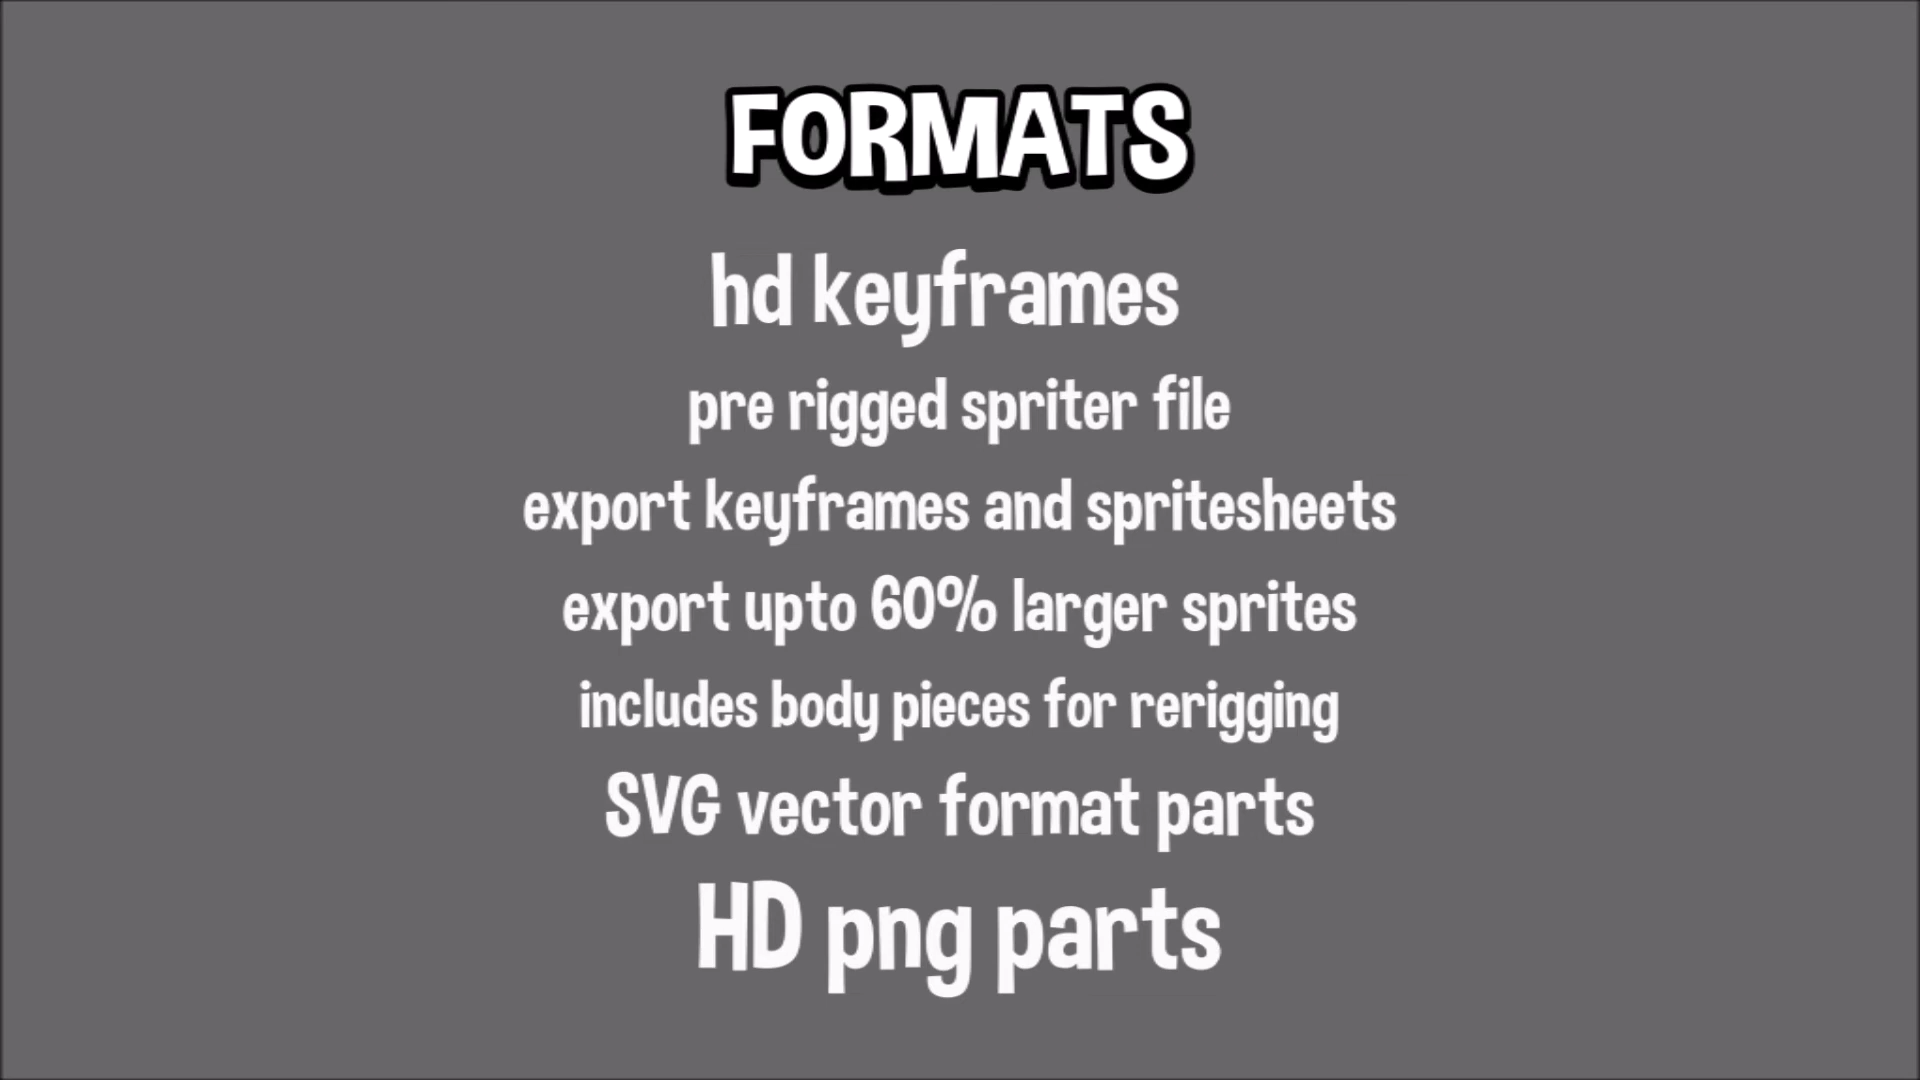 FORMATS
hd keyframes
pre rigged spriter file
export keyframes and spritesheets
export upto 60% larger sprites
includes body pieces for rerigging
SVG vector format parts
HD png parts